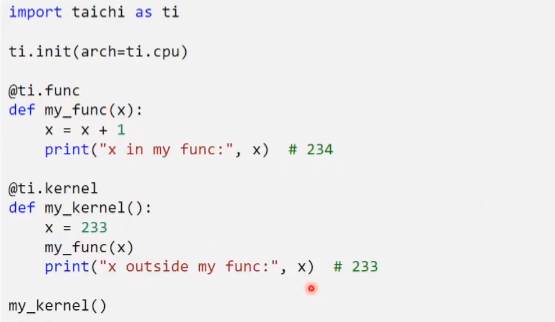 import taichi as ti
ti.init(arch=ti.cpu)
@ti.func
def my_func(x):
    x = x + 1
    print("x in my func:", x)  # 234
@ti.kernel
def my_kernel():
    x = 233
    my_func(x)
    print("x outside my func:", x)  # 233
my_kernel()